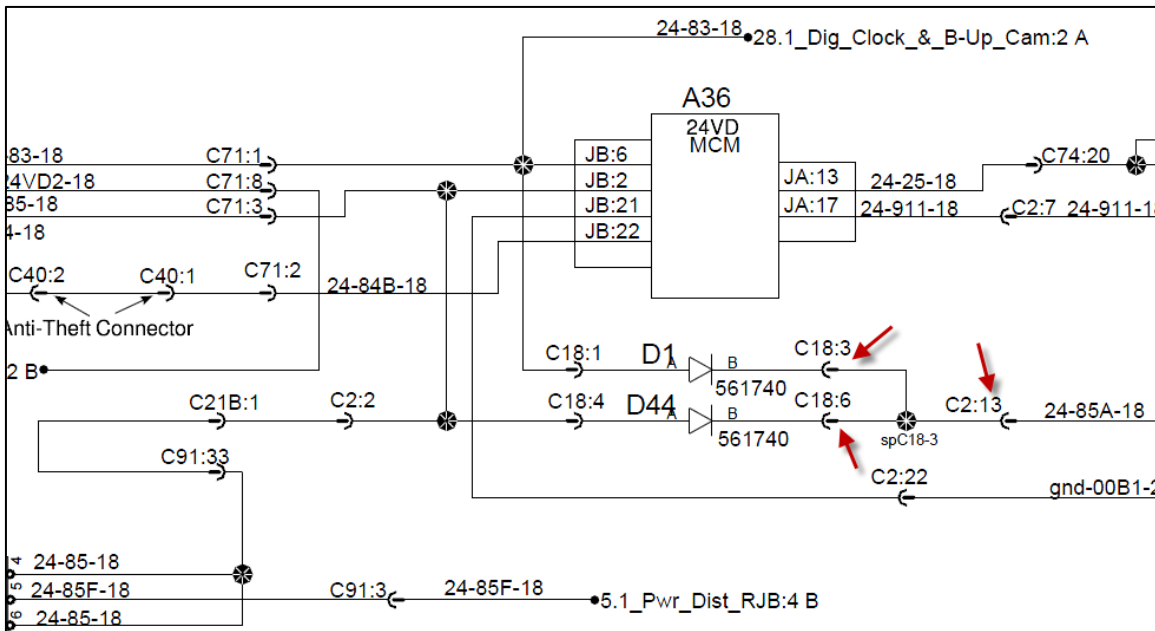 24-83-18
28.1_Dig_Clock_&_B-Up_Cam:2 A
A36
24VD
MCM
-83-18 C71:1 JB:6
24VD2-18 C71:8 JB:2 JA:13 24-25-18 C74:20
85-18 C71:3 JB:21 JA:17 24-911-18 C2:7 24-911-18
4-18 JB:22
C40:2 C40:1 C71:2 24-84B-18
Anti-Theft Connector
2 B
C18:1 D1 A B C18:3
561740
C21B:1 C2:2 C18:4 D44 A B C18:6 C2:13 24-85A-18
561740 spC18-3
C91:33
C2:22 gnd-00B1-2
4 24-85-18
5 24-85F-18 C91:3 24-85F-18 5.1_Pwr_Dist_RJB:4 B
6 24-85-18